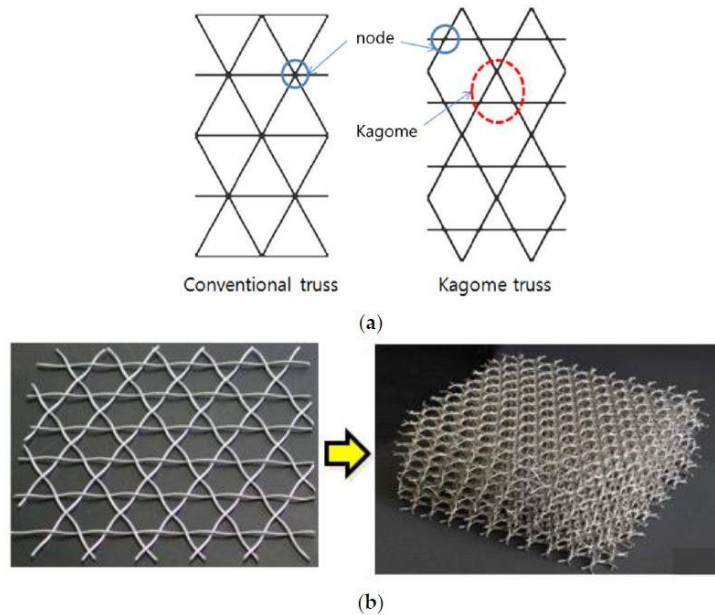 node
Kagome
Conventional truss
Kagome truss
(a)
(b)